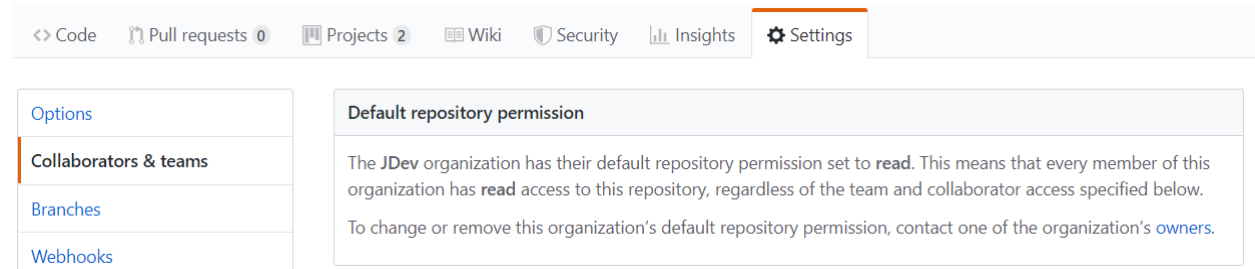 Code Pull requests 0 Projects 2 Wiki Security Insights Settings
Options
Collaborators & teams
Branches
Webhooks
Default repository permission
The JDev organization has their default repository permission set to read. This means that every member of this
organization has read access to this repository, regardless of the team and collaborator access specified below.
To change or remove this organization's default repository permission, contact one of the organization's owners.